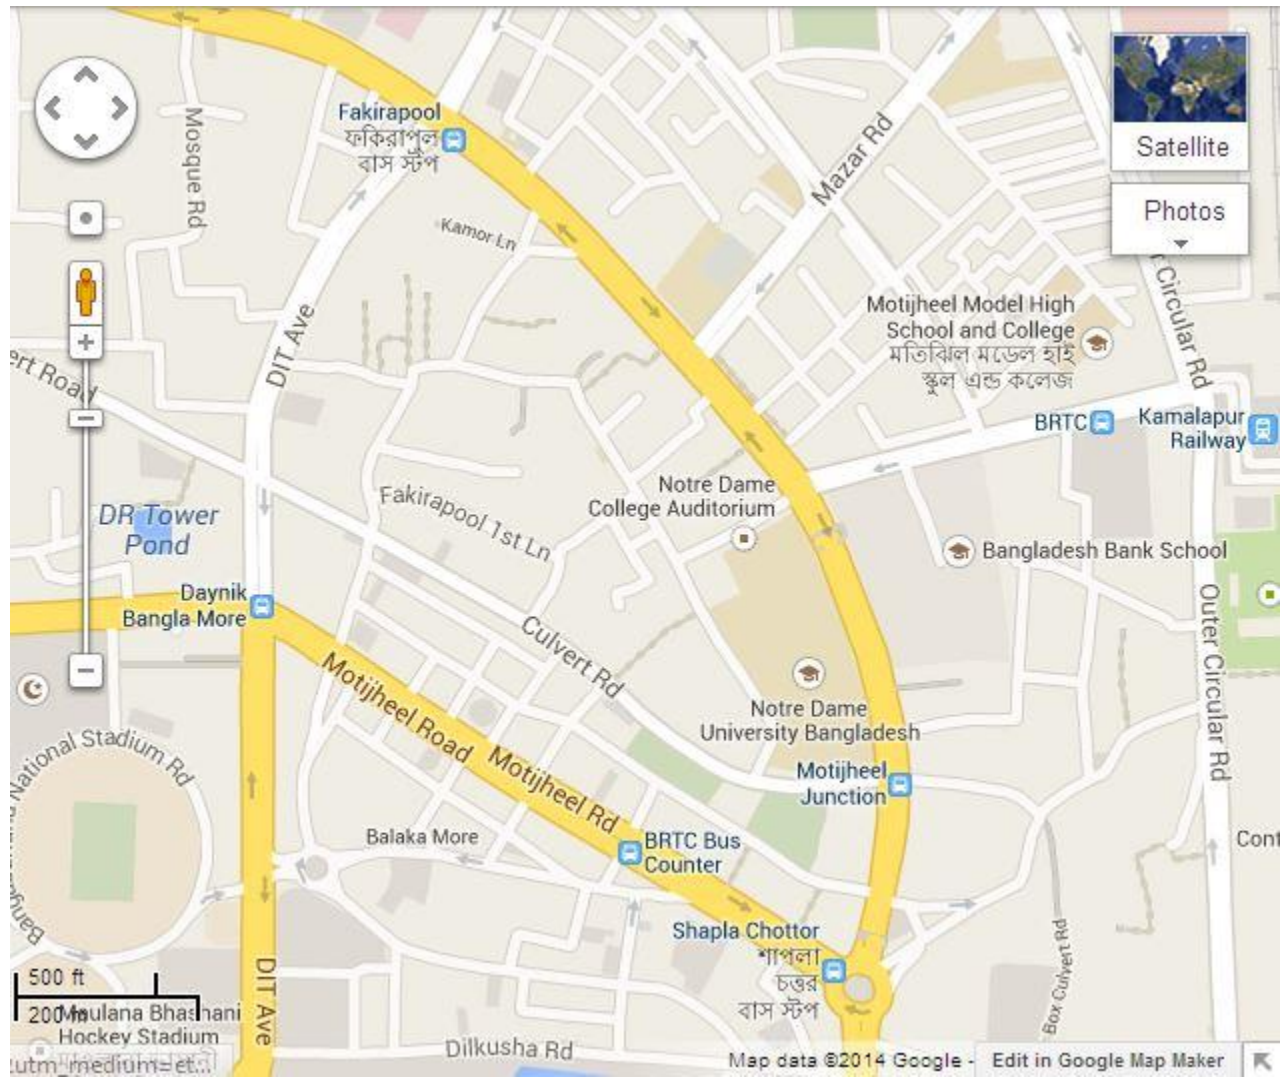 Satellite
Photos
Fakirapool
ফকিরাপুল
বাস স্টপ
Mosque Rd
Mazar Rd
Kamor Ln
Circular Rd
DIT Ave
Motijheel Model High
School and College
মতিঝিল মডেল হাই
স্কুল এন্ড কলেজ
ert Road
BRTC
Kamalapur
Railway
Notre Dame
College Auditorium
Fakirapool 1st Ln
DR Tower
Pond
Bangladesh Bank School
Daynik
Bangla More
Culvert Rd
Outer Circular Rd
Motijheel Road
Motijheel Rd
Notre Dame
University Bangladesh
National Stadium Rd
Motijheel
Junction
Balaka More
BRTC Bus
Counter
Cont
Bang
Shapla Chottor
শাপলা
চত্তর
বাস স্টপ
Box Culvert Rd
DIT Ave
500 ft
200 m
Maulana Bhashani
Hockey Stadium
Dilkusha Rd
utm_medium=et...
Map data ©2014 Google -
Edit in Google Map Maker